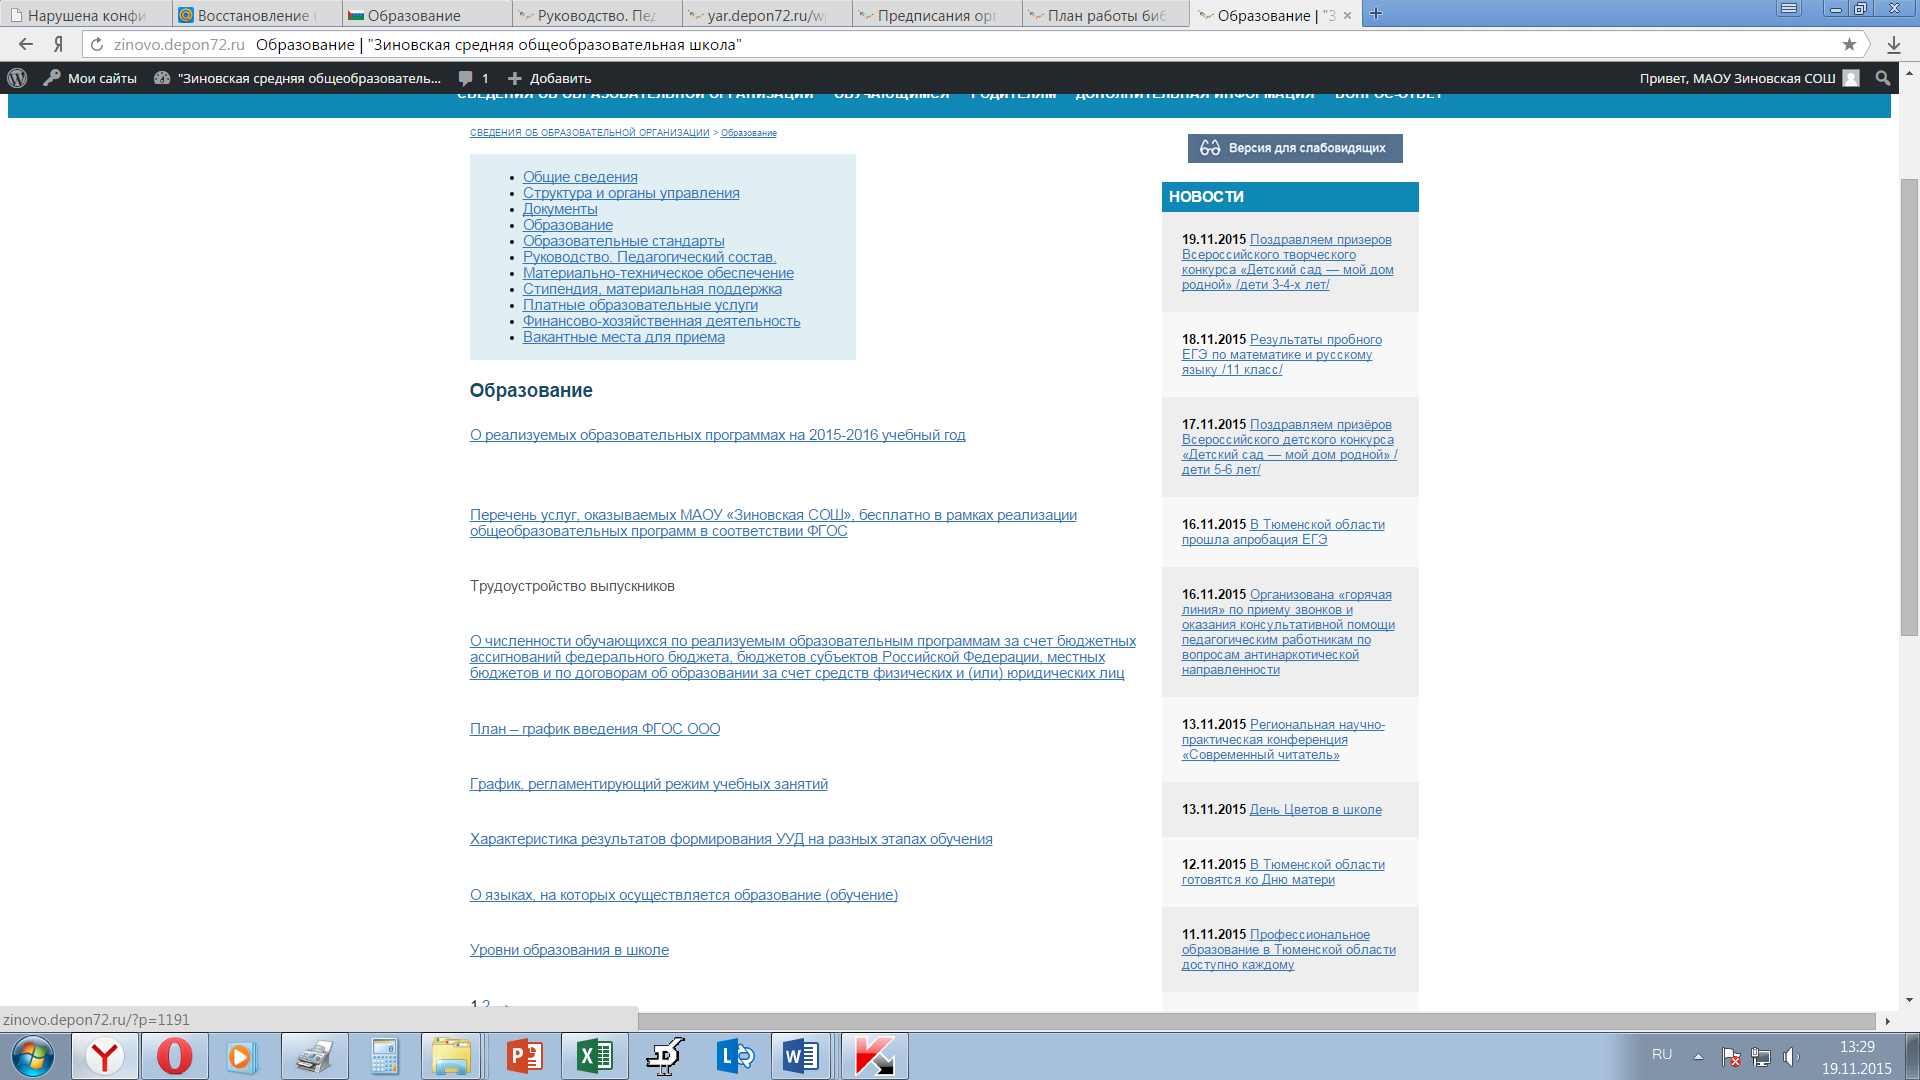 Нарушена конфи
Восстановление
Образование
Руководство. Пед
yar.depon72.ru/w
Предписания орг
План работы биб
Образование | "З
Я
zinovo.depon72.ru Образование | "Зиновская средняя общеобразовательная школа"
Мои сайты
"Зиновская средняя общеобразователь...
1
Добавить
Привет, МАОУ Зиновская СОШ
СВЕДЕНИЯ ОБ ОБРАЗОВАТЕЛЬНОЙ ОРГАНИЗАЦИИ ОБУЧАЮЩИМСЯ РОДИТЕЛЯМ ДОПОЛНИТЕЛЬНАЯ ИНФОРМАЦИЯ ВОПРОС-ОТВЕТ
СВЕДЕНИЯ ОБ ОБРАЗОВАТЕЛЬНОЙ ОРГАНИЗАЦИИ > Образование
Общие сведения
Структура и органы управления
Документы
Образование
Образовательные стандарты
Руководство. Педагогический состав.
Материально-техническое обеспечение
Стипендия, материальная поддержка
Платные образовательные услуги
Финансово-хозяйственная деятельность
Вакантные места для приема
Образование
О реализуемых образовательных программах на 2015-2016 учебный год
Перечень услуг, оказываемых МАОУ «Зиновская СОШ», бесплатно в рамках реализации
общеобразовательных программ в соответствии ФГОС
Трудоустройство выпускников
О численности обучающихся по реализуемым образовательным программам за счет бюджетных
ассигнований федерального бюджета, бюджетов субъектов Российской Федерации, местных
бюджетов и по договорам об образовании за счет средств физических и (или) юридических лиц
План – график введения ФГОС ООО
График, регламентирующий режим учебных занятий
Характеристика результатов формирования УУД на разных этапах обучения
О языках, на которых осуществляется образование (обучение)
Уровни образования в школе
1 2
Версия для слабовидящих
НОВОСТИ
19.11.2015 Поздравляем призеров
Всероссийского творческого
конкурса «Детский сад — мой дом
родной» /дети 3-4-х лет/
18.11.2015 Результаты пробного
ЕГЭ по математике и русскому
языку /11 класс/
17.11.2015 Поздравляем призёров
Всероссийского детского конкурса
«Детский сад — мой дом родной» /
дети 5-6 лет/
16.11.2015 В Тюменской области
прошла апробация ЕГЭ
16.11.2015 Организована «горячая
линия» по приему звонков и
оказания консультативной помощи
педагогическим работникам по
вопросам антинаркотической
направленности
13.11.2015 Региональная научно-
практическая конференция
«Современный читатель»
13.11.2015 День Цветов в школе
12.11.2015 В Тюменской области
готовятся ко Дню матери
11.11.2015 Профессиональное
образование в Тюменской области
доступно каждому
zinovo.depon72.ru/?p=1191
RU
13:29
19.11.2015